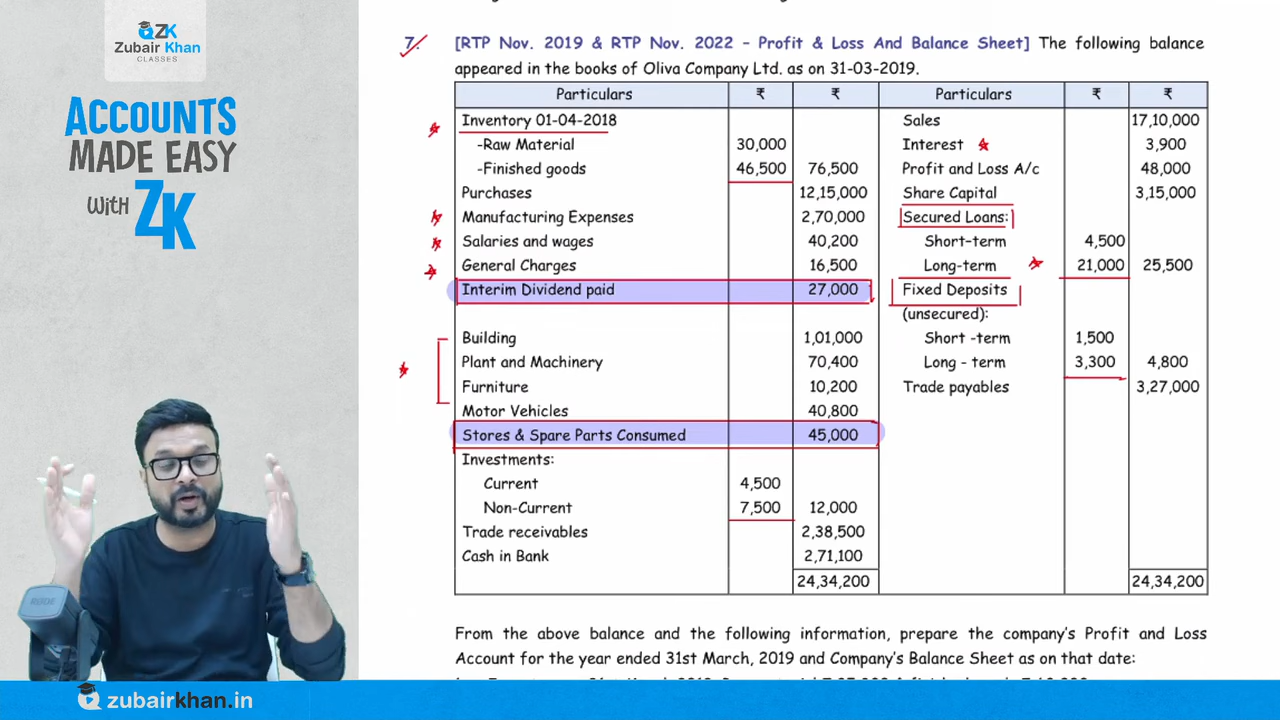 ZK
Zubair Khan
CLASSES
ACCOUNTS
MADE EASY
WITH ZK
RØDE
zubairkhan.in
7. [RTP Nov. 2019 & RTP Nov. 2022 – Profit & Loss And Balance Sheet] The following balance
appeared in the books of Oliva Company Ltd. as on 31-03-2019.
Particulars ₹ ₹ Particulars ₹ ₹
Inventory 01-04-2018 Sales 17,10,000
-Raw Material 30,000 Interest 3,900
-Finished goods 46,500 76,500 Profit and Loss A/c 48,000
Purchases 12,15,000 Share Capital 3,15,000
Manufacturing Expenses 2,70,000 Secured Loans:
Salaries and wages 40,200 Short-term 4,500
General Charges 16,500 Long-term 21,000 25,500
Interim Dividend paid 27,000 Fixed Deposits
(unsecured):
Building 1,01,000 Short -term 1,500
Plant and Machinery 70,400 Long - term 3,300 4,800
Furniture 10,200 Trade payables 3,27,000
Motor Vehicles 40,800
Stores & Spare Parts Consumed 45,000
Investments:
Current 4,500
Non-Current 7,500 12,000
Trade receivables 2,38,500
Cash in Bank 2,71,100
24,34,200 24,34,200
From the above balance and the following information, prepare the company's Profit and Loss
Account for the year ended 31st March, 2019 and Company's Balance Sheet as on that date: